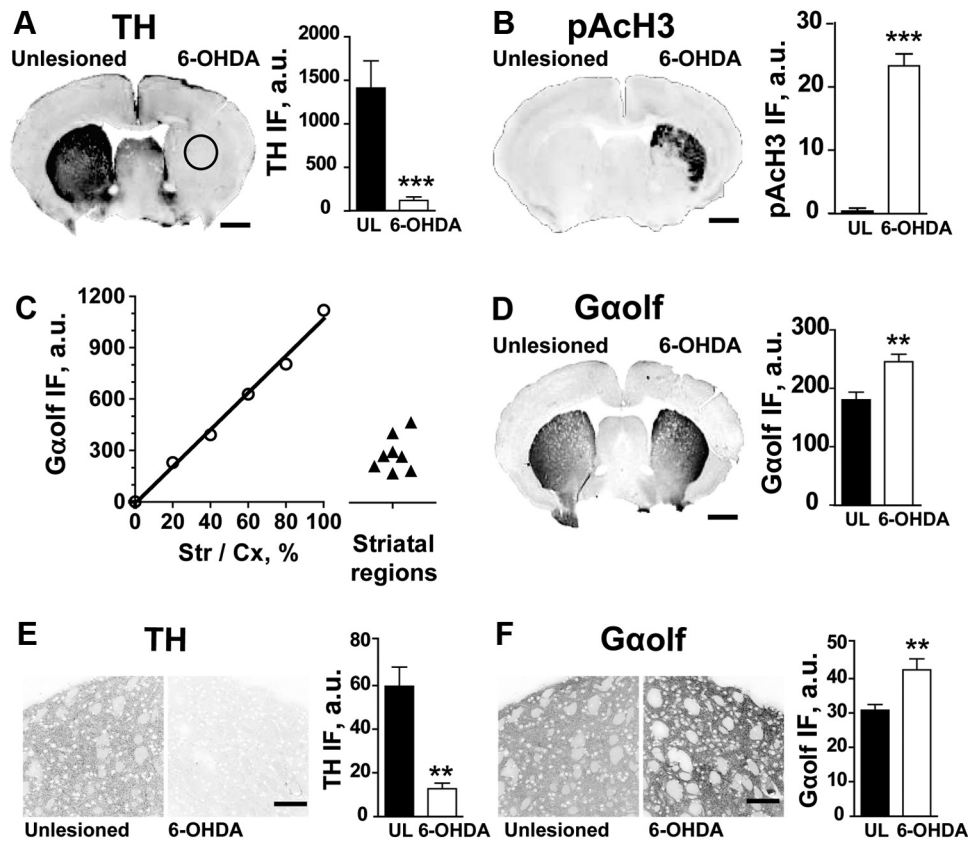 A
TH
Unlesioned 6-OHDA
TH IF, a.u.
2000
1500
1000
500
0
***
UL 6-OHDA
B
pAcH3
Unlesioned 6-OHDA
pAcH3 IF, a.u.
30
20
10
0
***
UL 6-OHDA
C
Gαolf IF, a.u.
1200
900
600
300
0
0 20 40 60 80 100
Str / Cx, %
Striatal
regions
D
Gαolf
Unlesioned 6-OHDA
Gαolf IF, a.u.
300
200
100
0
**
UL 6-OHDA
E
TH
Unlesioned 6-OHDA
TH IF, a.u.
80
60
40
20
0
**
UL 6-OHDA
F
Gαolf
Unlesioned 6-OHDA
Gαolf IF, a.u.
50
40
30
20
10
0
**
UL 6-OHDA